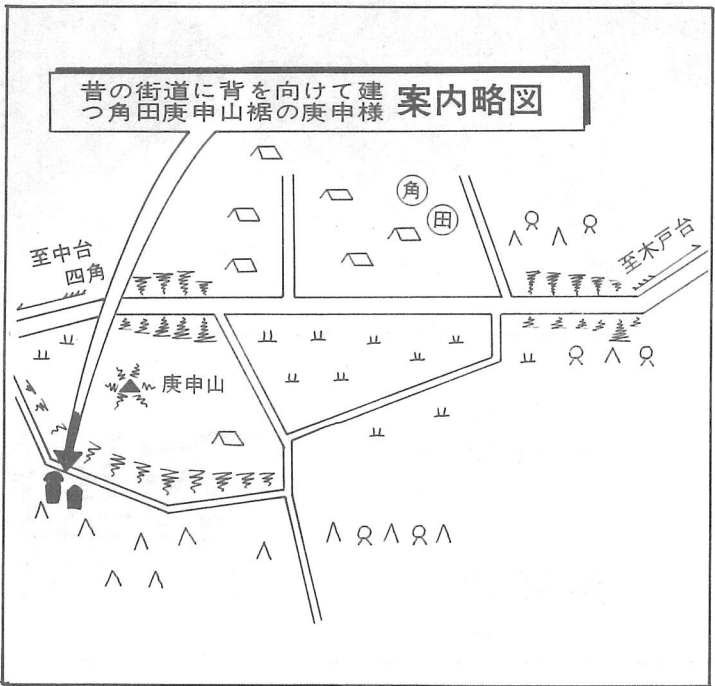 昔の街道に背を向けて建
つ角田庚申山裾の庚申様
案内略図
角
田
至中台
四角
至木戸台
庚申山